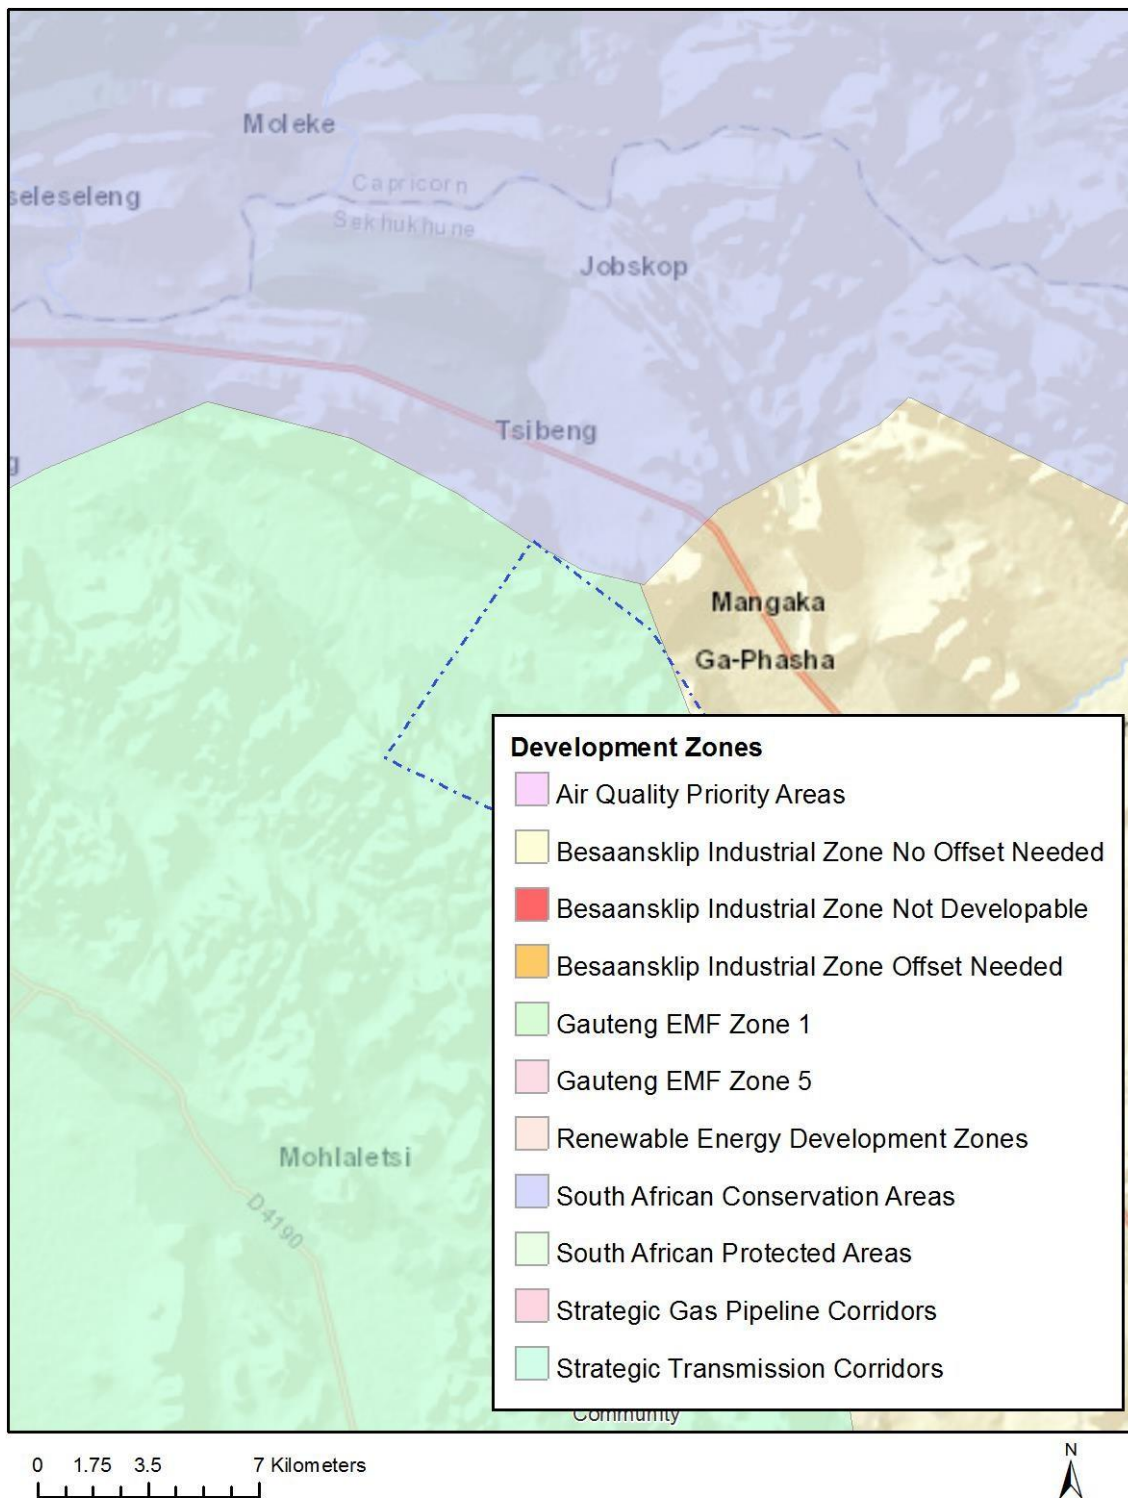 Moleke
Capricorn
seleseleng
Sekhukhune
Jobskop
Tsibeng
g
Mangaka
Ga-Phasha
Development Zones
Air Quality Priority Areas
Besaansklip Industrial Zone No Offset Needed
Besaansklip Industrial Zone Not Developable
Besaansklip Industrial Zone Offset Needed
Gauteng EMF Zone 1
Gauteng EMF Zone 5
Renewable Energy Development Zones
Mohlaletsi
South African Conservation Areas
D4190
South African Protected Areas
Strategic Gas Pipeline Corridors
Strategic Transmission Corridors
Community
0 1.75 3.5 7 Kilometers
N